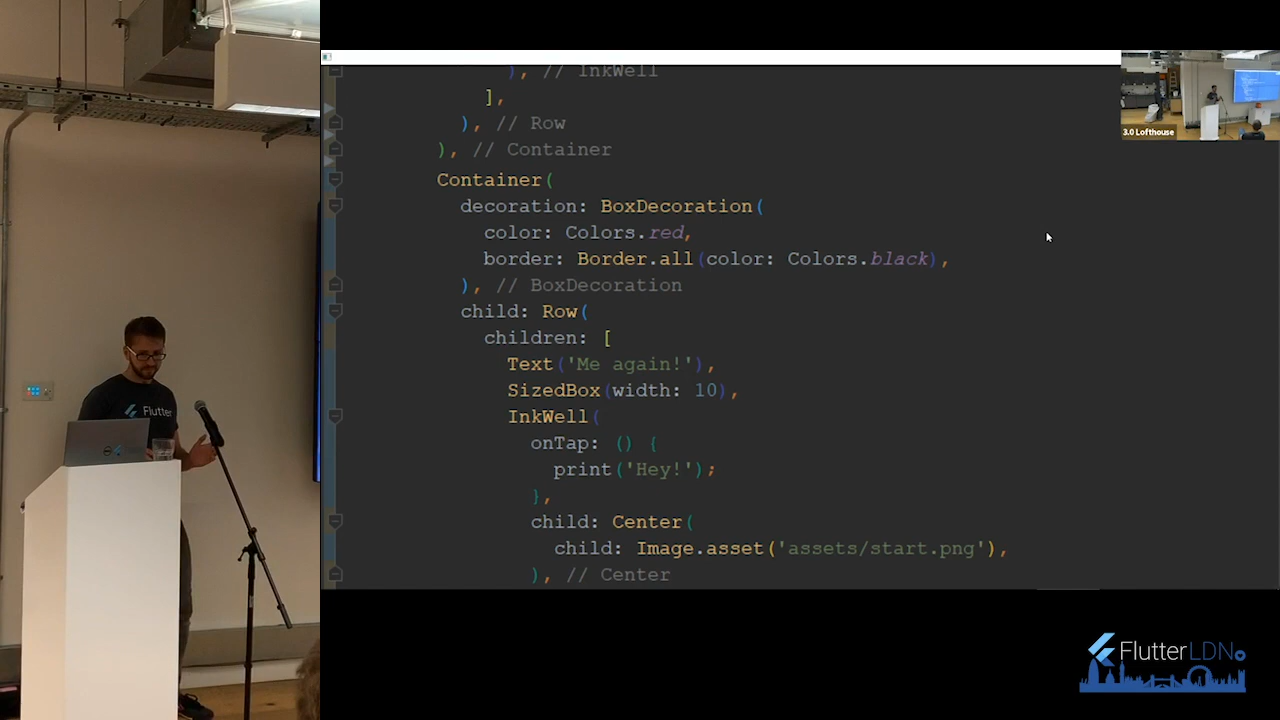 ), // InkWell
],
), // Row
), // Container
Container(
decoration: BoxDecoration(
color: Colors.red,
border: Border.all(color: Colors.black),
), // BoxDecoration
child: Row(
children: [
Text('Me again!'),
SizedBox(width: 10),
InkWell(
onTap: () {
print('Hey!');
},
child: Center(
child: Image.asset('assets/start.png'),
), // Center
3.0 Lofthouse
Flutter
FlutterLDN